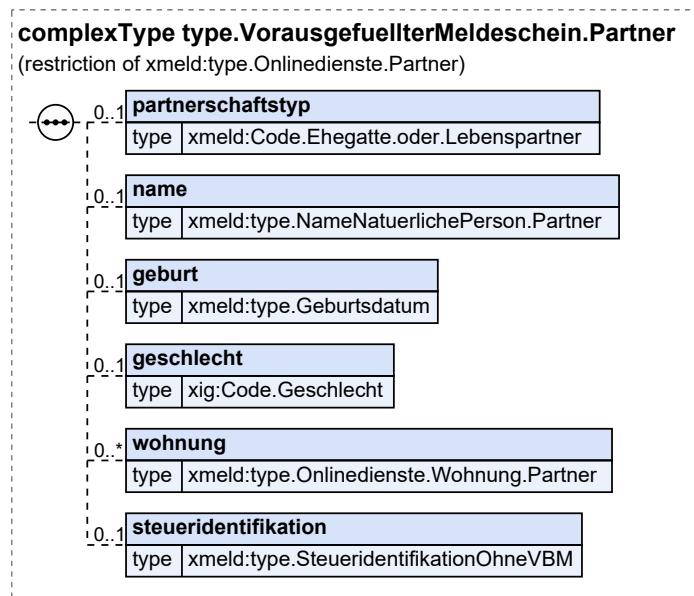 complexType type.VorausgefuellterMeldeschein.Partner
(restriction of xmeld:type.Onlinedienste.Partner)
0..1 partnerschaftstyp
type xmeld:Code.Ehegatte.oder.Lebenspartner
0..1 name
type xmeld:type.NameNatuerlichePerson.Partner
0..1 geburt
type xmeld:type.Geburtsdatum
0..1 geschlecht
type xig:Code.Geschlecht
0..* wohnung
type xmeld:type.Onlinedienste.Wohnung.Partner
0..1 steueridentifikation
type xmeld:type.SteueridentifikationOhneVBM